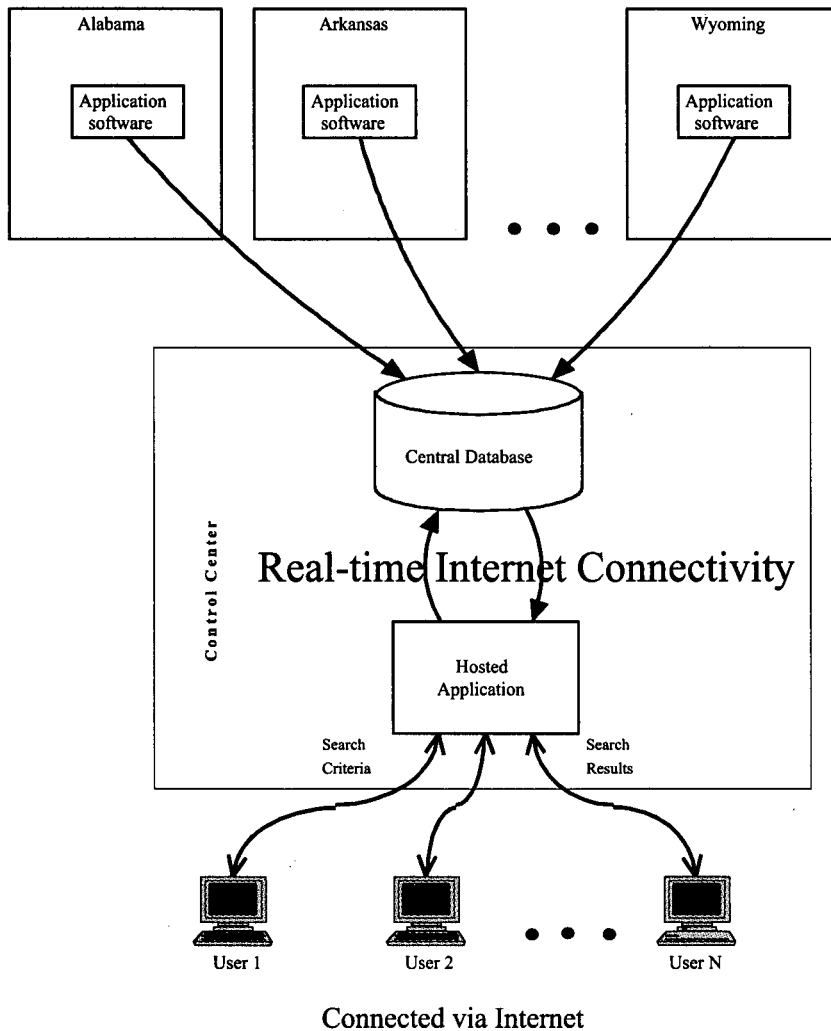 Alabama
Arkansas
Wyoming
Application
software
Application
software
Application
software
Central Database
Control Center
Real-time Internet Connectivity
Hosted
Application
Search
Criteria
Search
Results
User 1
User 2
User N
Connected via Internet